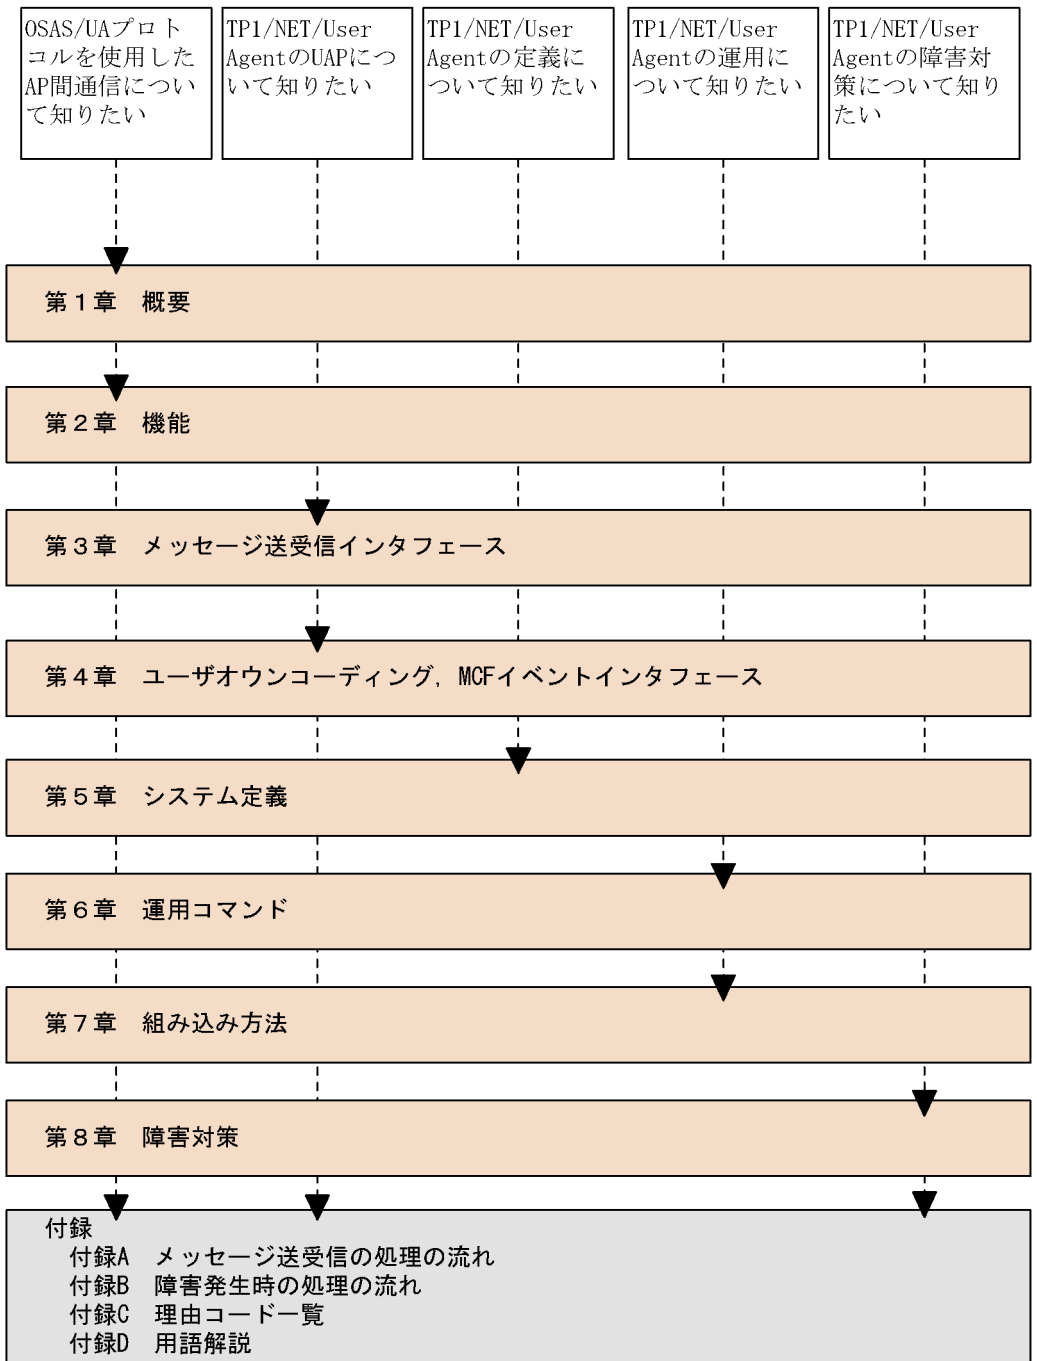 OSAS/UAプロト
コルを使用した
AP間通信につい
て知りたい
TP1/NET/User
AgentのUAPにつ
いて知りたい
TP1/NET/User
Agentの定義に
ついて知りたい
TP1/NET/User
Agentの運用に
ついて知りたい
TP1/NET/User
Agentの障害対
策について知り
たい
第１章　概要
第２章　機能
第３章　メッセージ送受信インタフェース
第４章　ユーザオウンコーディング，MCFイベントインタフェース
第５章　システム定義
第６章　運用コマンド
第７章　組み込み方法
第８章　障害対策
付録
付録A　メッセージ送受信の処理の流れ
付録B　障害発生時の処理の流れ
付録C　理由コード一覧
付録D　用語解説